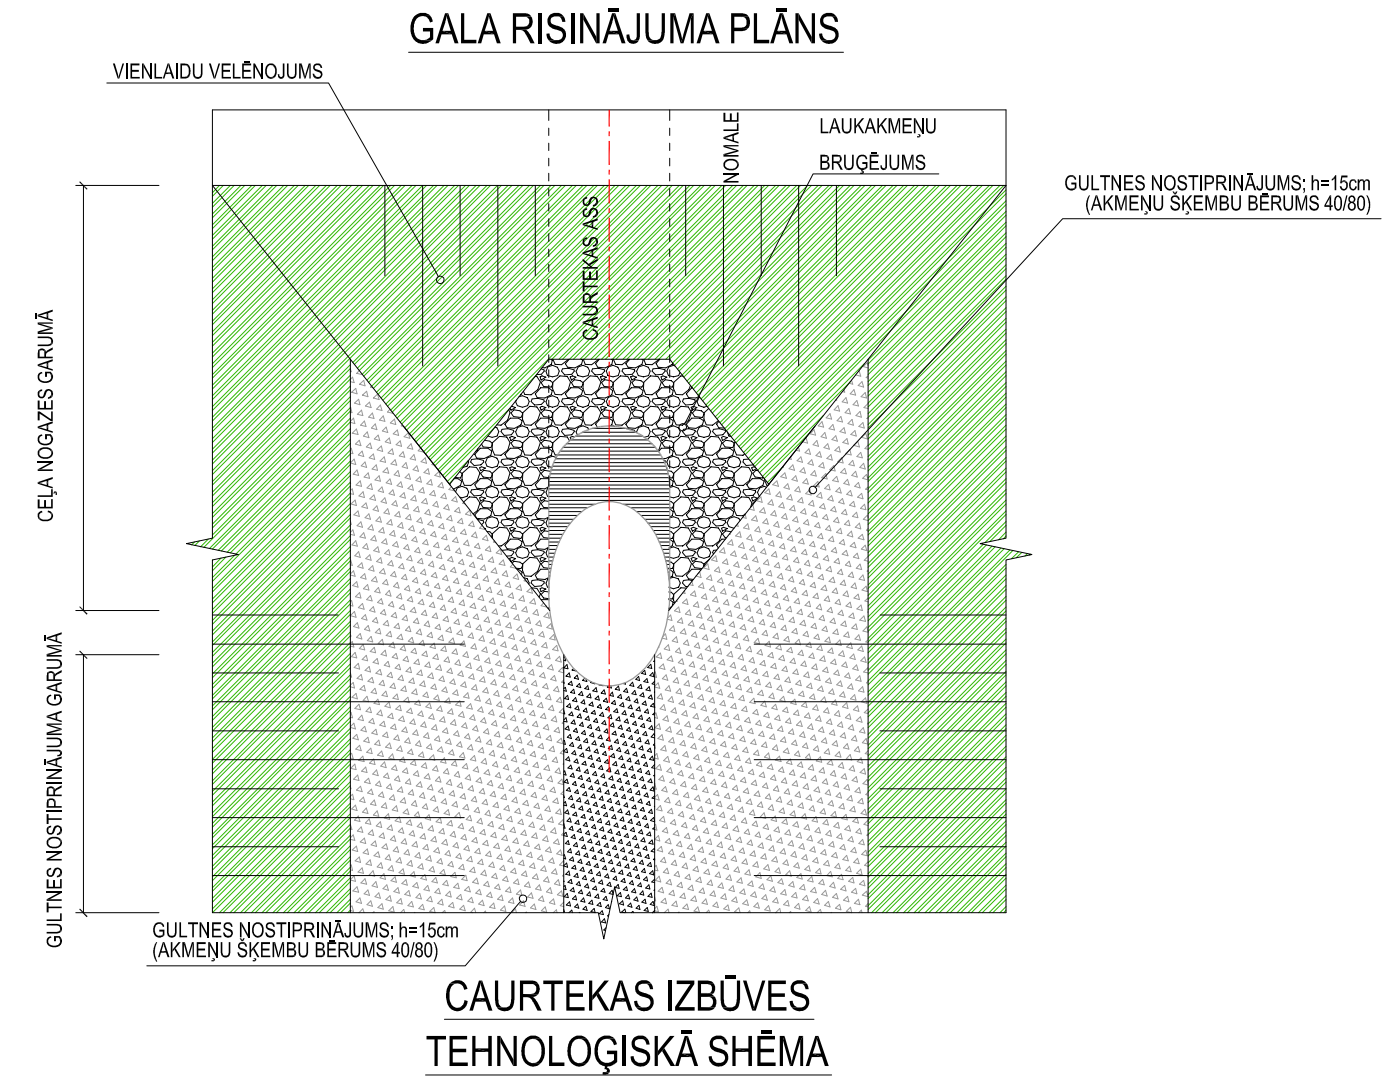 GALA RISINĀJUMA PLĀNS
VIENLAIDU VELĒNOJUMS
NOMALE
LAUKAKMEŅU
BRUĢĒJUMS
GULTNES NOSTIPRINĀJUMS; h=15cm
(AKMEŅU ŠĶEMBU BĒRUMS 40/80)
CAURTEKAS ASS
CEĻA NOGAZES GARUMĀ
GULTNES NOSTIPRINĀJUMA GARUMĀ
GULTNES NOSTIPRINĀJUMS; h=15cm
(AKMEŅU ŠĶEMBU BĒRUMS 40/80)
CAURTEKAS IZBŪVES
TEHNOLOĢISKĀ SHĒMA